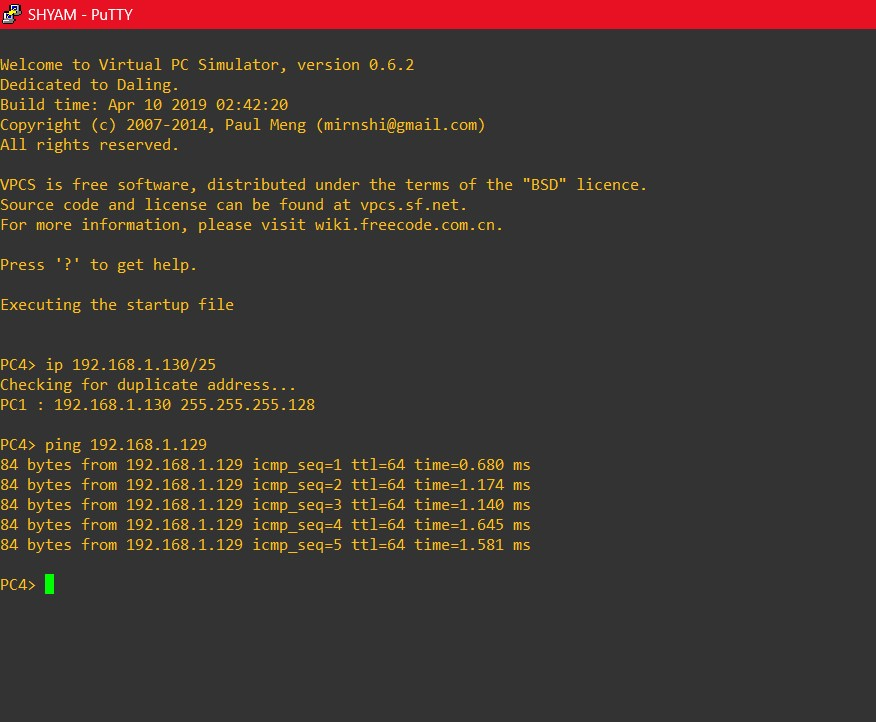 SHYAM - PuTTY
Welcome to Virtual PC Simulator, version 0.6.2
Dedicated to Daling.
Build time: Apr 10 2019 02:42:20
Copyright (c) 2007-2014, Paul Meng (mirnshi@gmail.com)
All rights reserved.
VPCS is free software, distributed under the terms of the "BSD" licence.
Source code and license can be found at vpcs.sf.net.
For more information, please visit wiki.freecode.com.cn.
Press '?' to get help.
Executing the startup file
PC4> ip 192.168.1.130/25
Checking for duplicate address...
PC1 : 192.168.1.130 255.255.255.128
PC4> ping 192.168.1.129
84 bytes from 192.168.1.129 icmp_seq=1 ttl=64 time=0.680 ms
84 bytes from 192.168.1.129 icmp_seq=2 ttl=64 time=1.174 ms
84 bytes from 192.168.1.129 icmp_seq=3 ttl=64 time=1.140 ms
84 bytes from 192.168.1.129 icmp_seq=4 ttl=64 time=1.645 ms
84 bytes from 192.168.1.129 icmp_seq=5 ttl=64 time=1.581 ms
PC4>